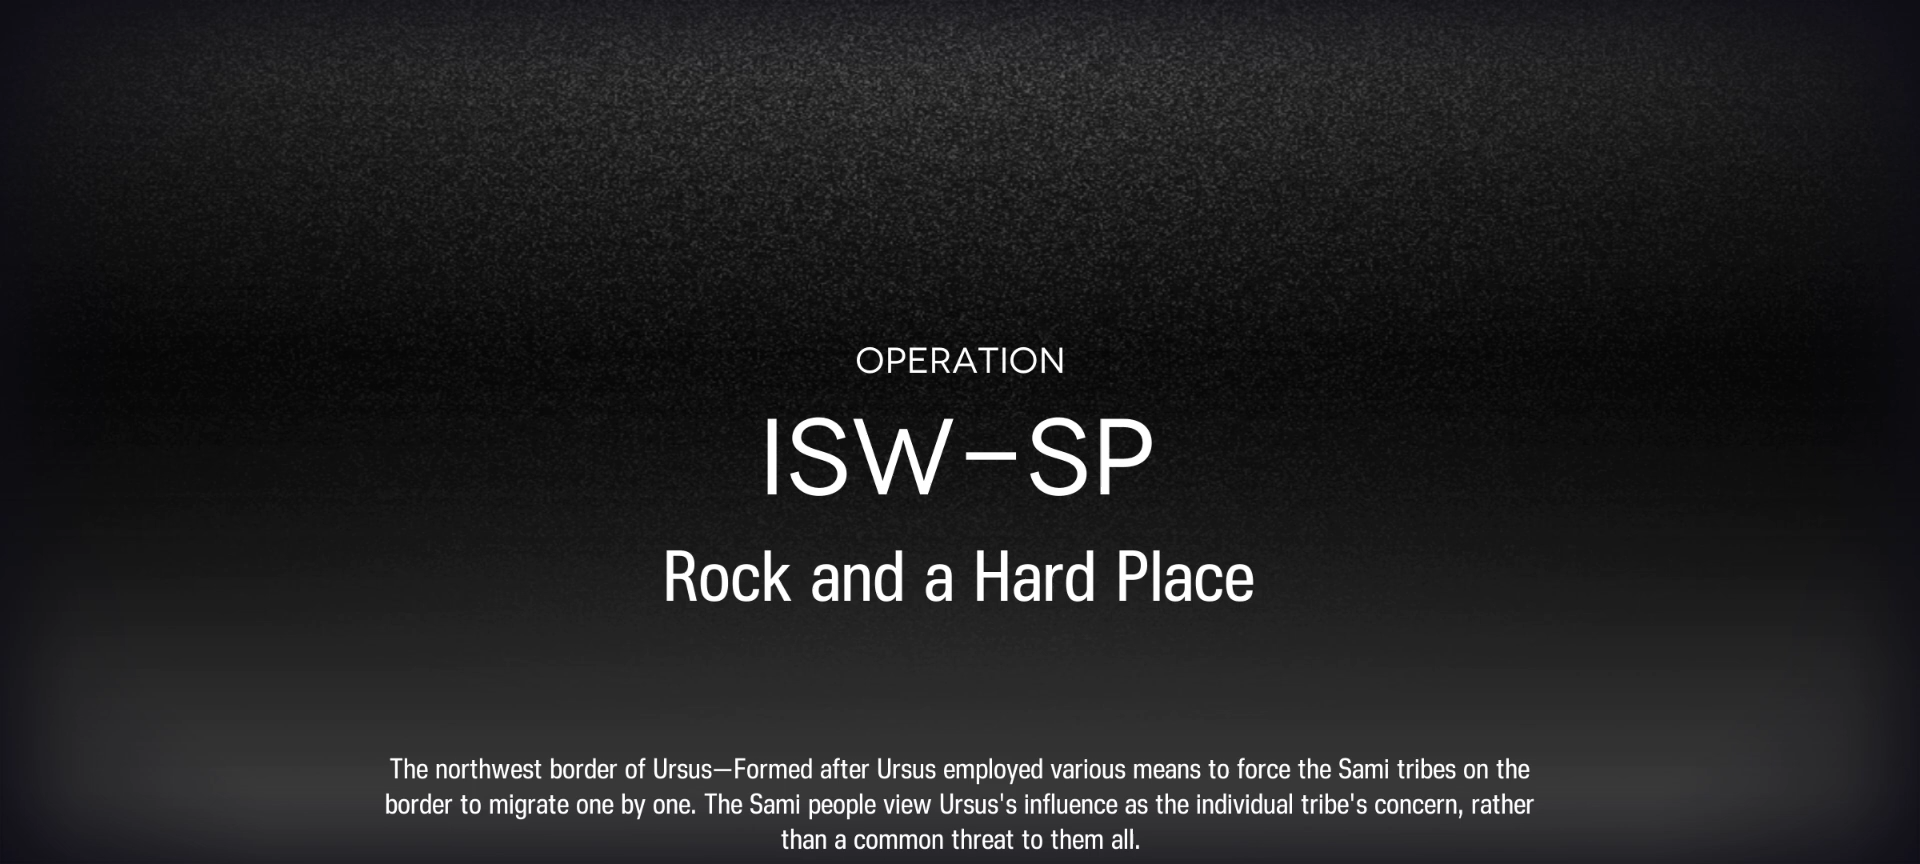 OPERATION
ISW-SP
Rock and a Hard Place
The northwest border of Ursus—Formed after Ursus employed various means to force the Sami tribes on the
border to migrate one by one. The Sami people view Ursus's influence as the individual tribe's concern, rather
than a common threat to them all.